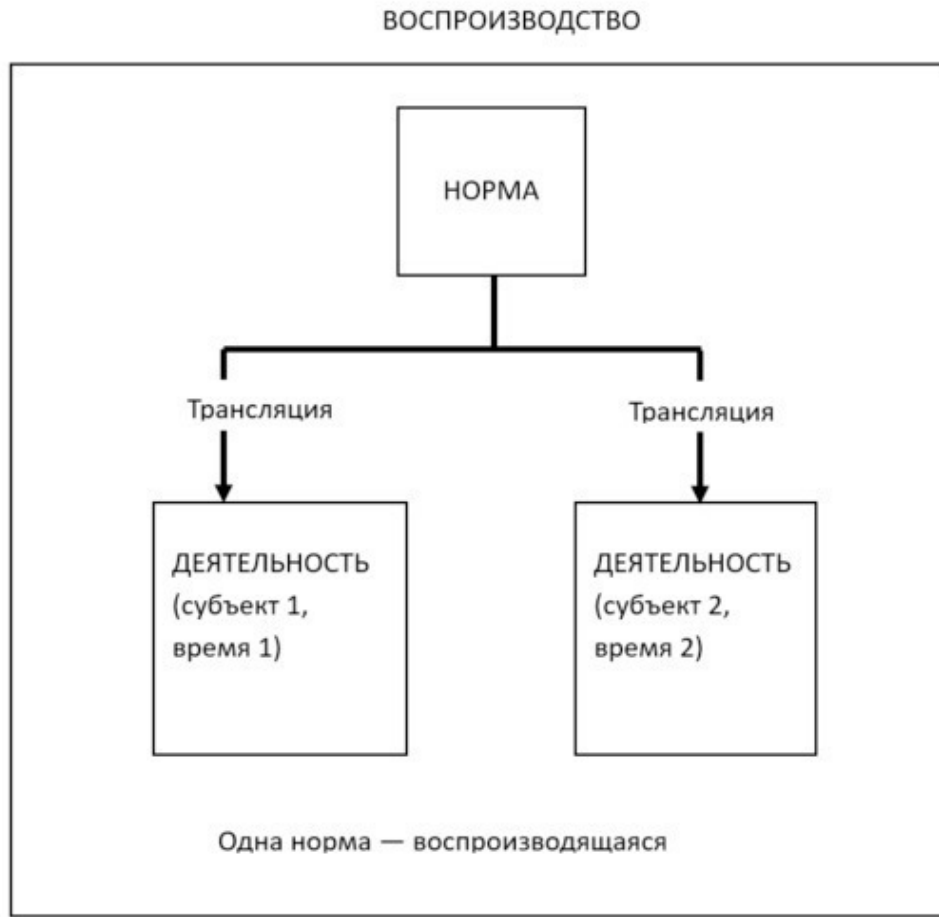 ВОСПРОИЗВОДСТВО
НОРМА
Трансляция
Трансляция
ДЕЯТЕЛЬНОСТЬ
(субъект 1,
время 1)
ДЕЯТЕЛЬНОСТЬ
(субъект 2,
время 2)
Одна норма — воспроизводящаяся